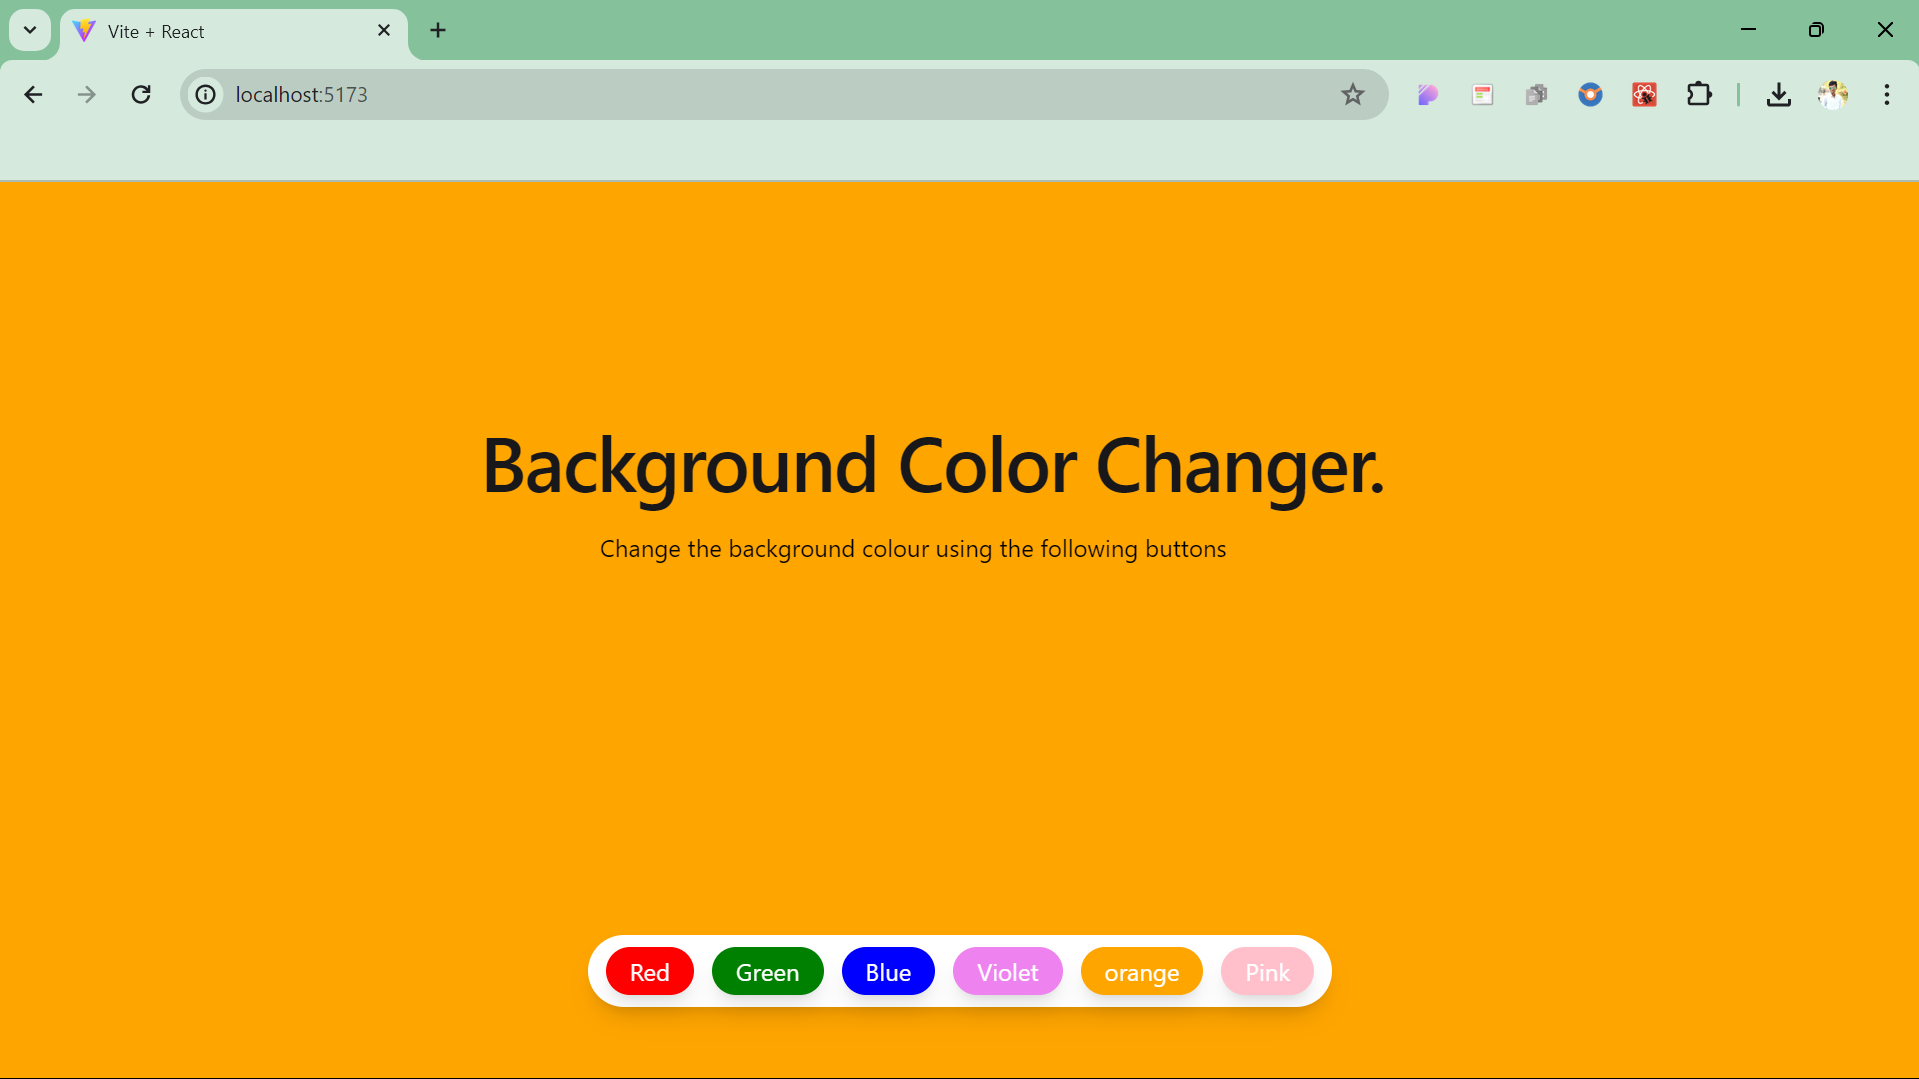 Vite + React
localhost:5173
Background Color Changer.
Change the background colour using the following buttons
Red Green Blue Violet orange Pink